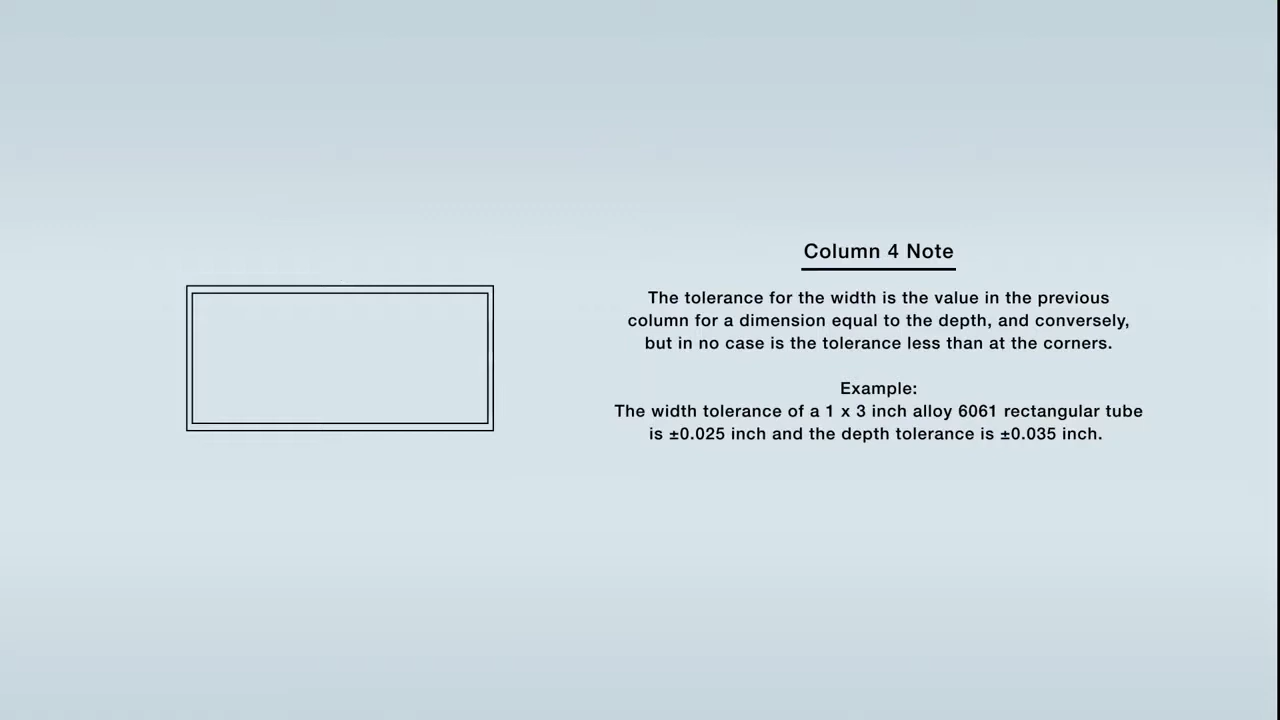 Column 4 Note
The tolerance for the width is the value in the previous
column for a dimension equal to the depth, and conversely,
but in no case is the tolerance less than at the corners.
Example:
The width tolerance of a 1 x 3 inch alloy 6061 rectangular tube
is ±0.025 inch and the depth tolerance is ±0.035 inch.